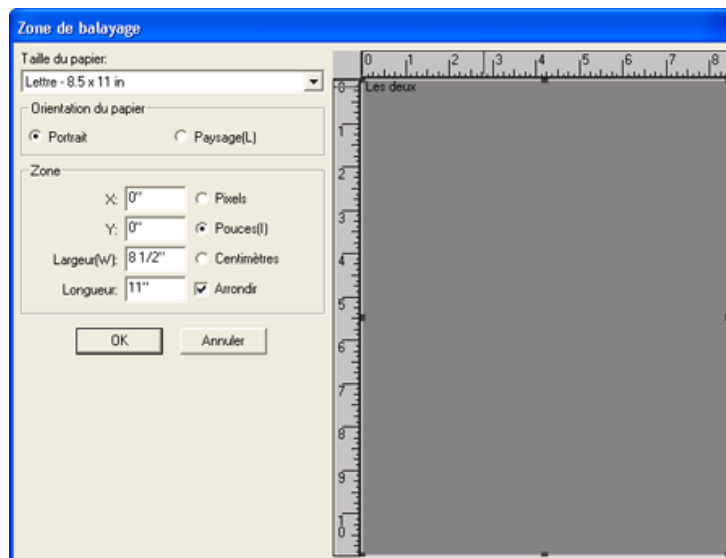 Zone de balayage
Taille du papier:
Lettre - 8.5 x 11 in
Orientation du papier
Portrait
Paysage(L)
Zone
X: 0" Pixels
Y: 0" Pouces(I)
Largeur(W): 8 1/2" Centimètres
Longueur: 11" Arrondir
OK Annuler
0 1 2 3 4 5 6 7 8
Les deux
0
1
2
3
4
5
6
7
8
9
10